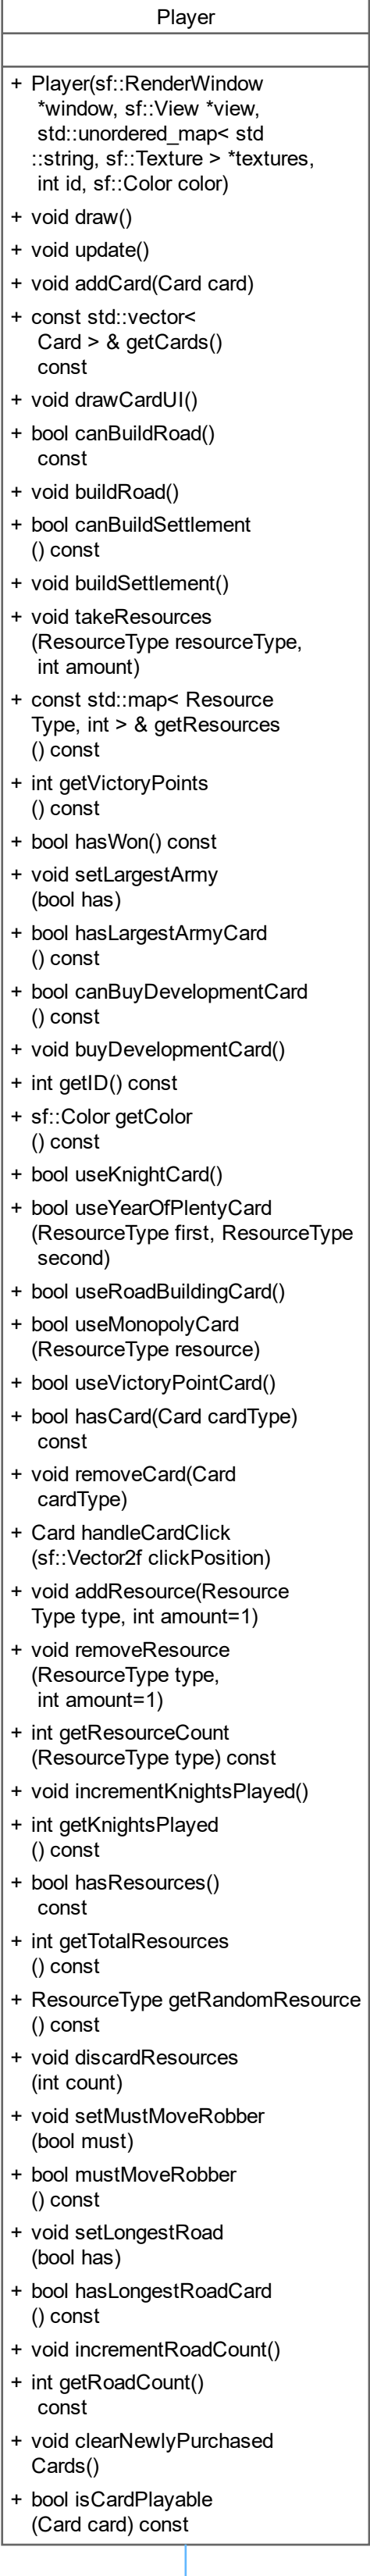 Player
+ Player(sf::RenderWindow
*window, sf::View *view,
std::unordered_map< std
::string, sf::Texture > *textures,
int id, sf::Color color)
+ void draw()
+ void update()
+ void addCard(Card card)
+ const std::vector<
Card > & getCards()
const
+ void drawCardUI()
+ bool canBuildRoad()
const
+ void buildRoad()
+ bool canBuildSettlement
() const
+ void buildSettlement()
+ void takeResources
(ResourceType resourceType,
int amount)
+ const std::map< Resource
Type, int > & getResources
() const
+ int getVictoryPoints
() const
+ bool hasWon() const
+ void setLargestArmy
(bool has)
+ bool hasLargestArmyCard
() const
+ bool canBuyDevelopmentCard
() const
+ void buyDevelopmentCard()
+ int getID() const
+ sf::Color getColor
() const
+ bool useKnightCard()
+ bool useYearOfPlentyCard
(ResourceType first, ResourceType
second)
+ bool useRoadBuildingCard()
+ bool useMonopolyCard
(ResourceType resource)
+ bool useVictoryPointCard()
+ bool hasCard(Card cardType)
const
+ void removeCard(Card
cardType)
+ Card handleCardClick
(sf::Vector2f clickPosition)
+ void addResource(Resource
Type type, int amount=1)
+ void removeResource
(ResourceType type,
int amount=1)
+ int getResourceCount
(ResourceType type) const
+ void incrementKnightsPlayed()
+ int getKnightsPlayed
() const
+ bool hasResources()
const
+ int getTotalResources
() const
+ ResourceType getRandomResource
() const
+ void discardResources
(int count)
+ void setMustMoveRobber
(bool must)
+ bool mustMoveRobber
() const
+ void setLongestRoad
(bool has)
+ bool hasLongestRoadCard
() const
+ void incrementRoadCount()
+ int getRoadCount()
const
+ void clearNewlyPurchased
Cards()
+ bool isCardPlayable
(Card card) const